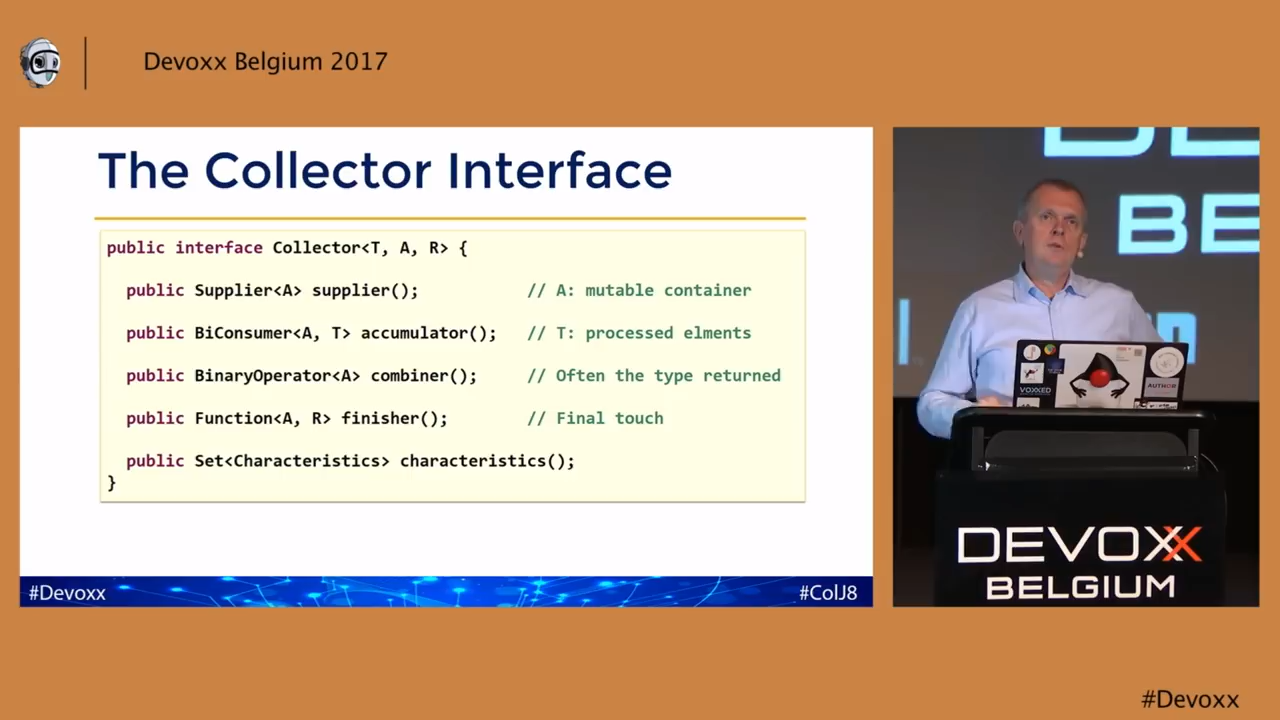 Devoxx Belgium 2017
The Collector Interface
public interface Collector<T, A, R> {
public Supplier<A> supplier(); // A: mutable container
public BiConsumer<A, T> accumulator(); // T: processed elments
public BinaryOperator<A> combiner(); // Often the type returned
public Function<A, R> finisher(); // Final touch
public Set<Characteristics> characteristics();
}
#Devoxx
#ColJ8
BE
VOXXED
AUTHOR
DEVOXX
BELGIUM
#Devoxx